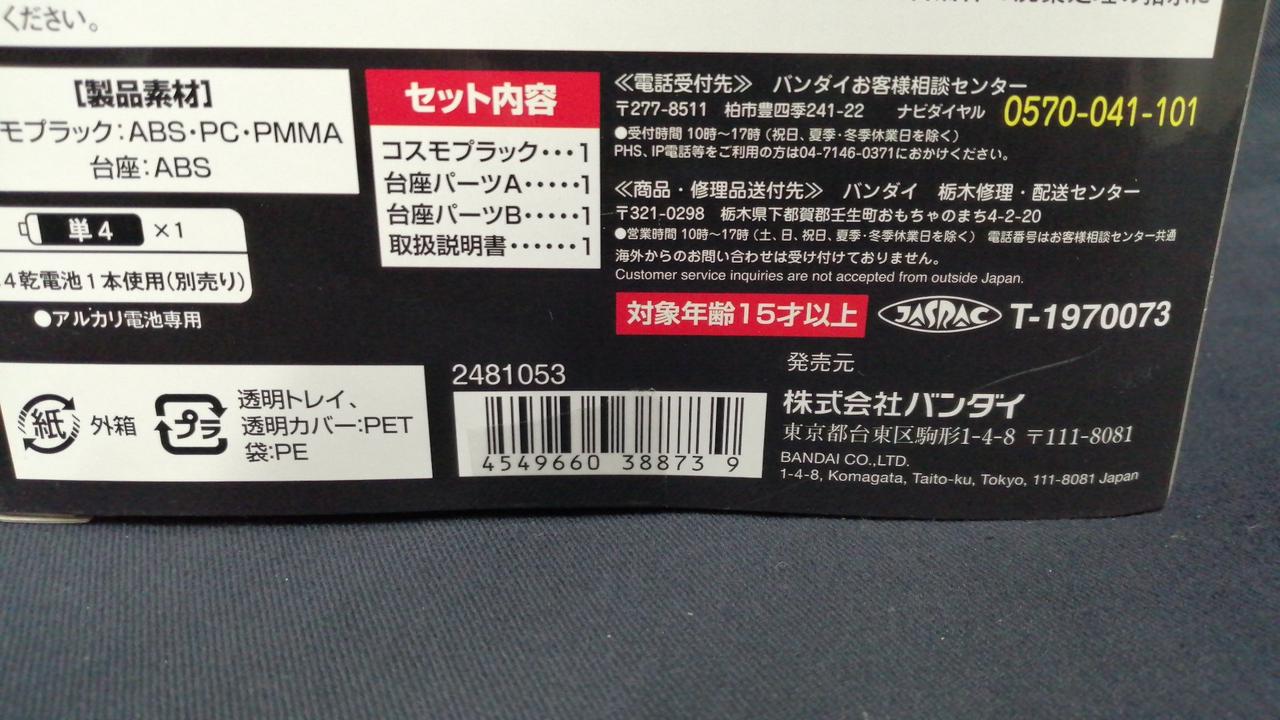 ください。
[製品素材]
モプラック:ABS・PC・PMMA
台座:ABS
単4 ×1
4乾電池1本使用(別売り)
●アルカリ電池専用
セット内容
コスモプラック・・・1
台座パーツA・・・・・1
台座パーツB・・・・・1
取扱説明書・・・・・・1
≪電話受付先≫ バンダイお客様相談センター
〒277-8511 柏市豊四季241-22 ナビダイヤル 0570-041-101
●受付時間 10時〜17時(祝日、夏季・冬季休業日を除く)
PHS、IP電話等をご利用の方は04-7146-0371におかけください。
≪商品・修理品送付先≫ バンダイ 栃木修理・配送センター
〒321-0298 栃木県下都賀郡壬生町おもちゃのまち4-2-20
●営業時間 10時〜17時(土、日、祝日、夏季・冬季休業日を除く) 電話番号はお客様相談センター共通
海外からのお問い合わせは受け付けておりません。
Customer service inquiries are not accepted from outside Japan.
対象年齢15才以上 JASPAC T-1970073
紙 外箱
プラ 透明トレイ、
透明カバー:PET
袋:PE
2481053
4549660 38873 9
発売元
株式会社バンダイ
東京都台東区駒形1-4-8 〒111-8081
BANDAI CO.,LTD.
1-4-8, Komagata, Taito-ku, Tokyo, 111-8081 Japan